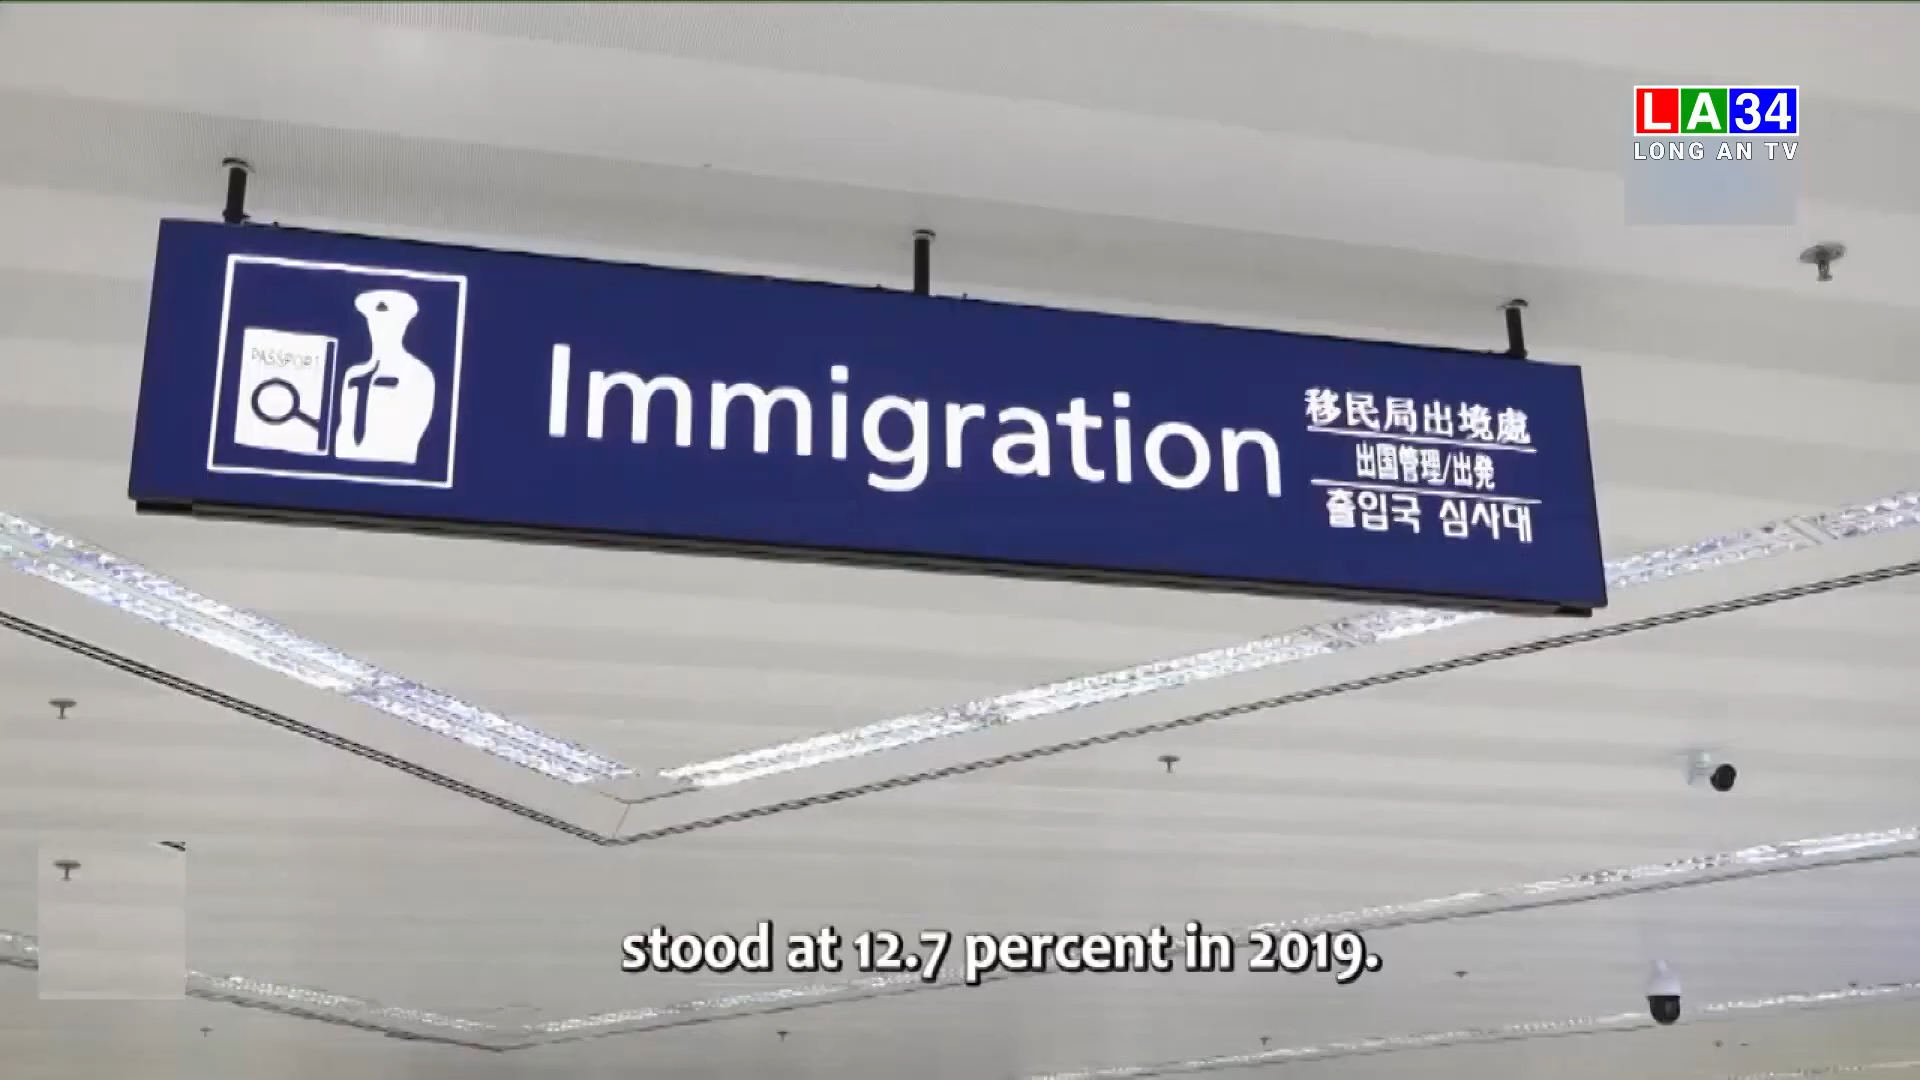 LA34
LONG AN TV
PASSPORT
Immigration
移民局出境處
出国管理/出発
출입국 심사대
stood at 12.7 percent in 2019.